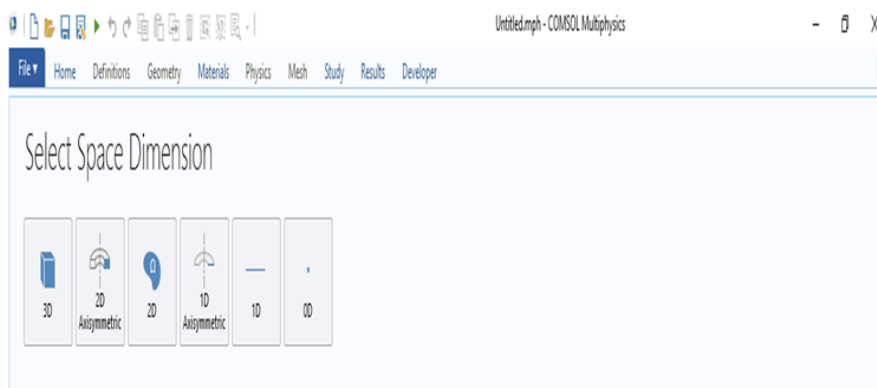 Untitled.mph - COMSOL Multiphysics
File Home Definitions Geometry Materials Physics Mesh Study Results Developer
Select Space Dimension
3D
2D
Axisymmetric
2D
1D
Axisymmetric
1D
0D